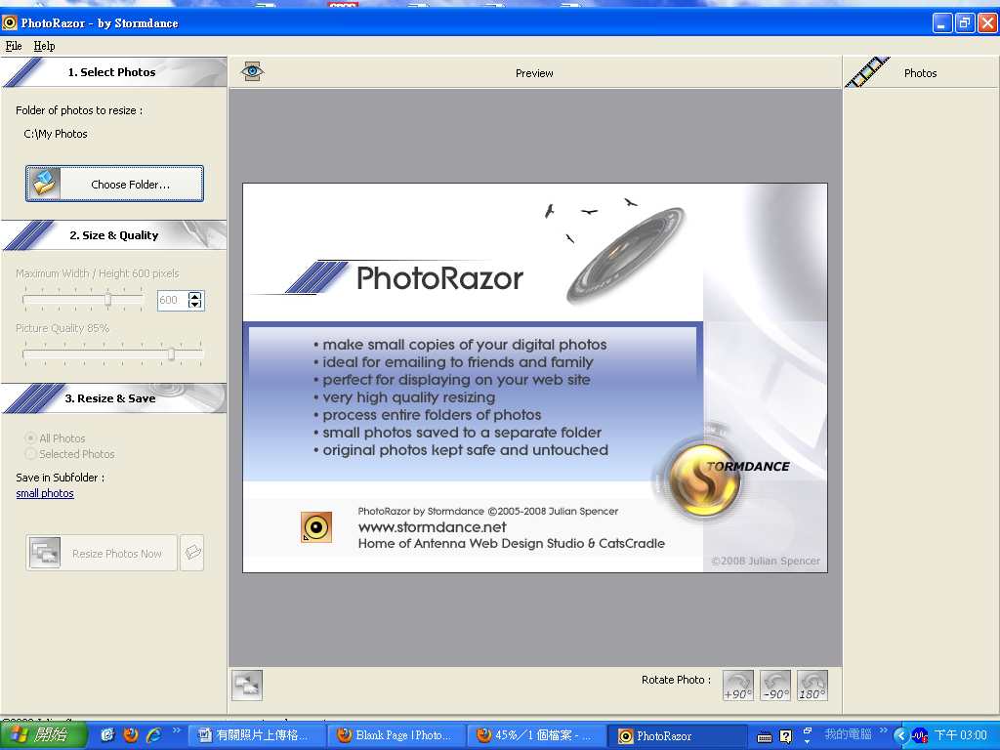 PhotoRazor - by Stormdance
File Help
1. Select Photos
Folder of photos to resize :
C:\My Photos
Choose Folder...
2. Size & Quality
Maximum Width / Height 600 pixels
600
Picture Quality 85%
3. Resize & Save
All Photos
Selected Photos
Save in Subfolder :
small photos
Resize Photos Now
Preview
PhotoRazor
• make small copies of your digital photos
• ideal for emailing to friends and family
• perfect for displaying on your web site
• very high quality resizing
• process entire folders of photos
• small photos saved to a separate folder
• original photos kept safe and untouched
STORMDANCE
PhotoRazor by Stormdance ©2005-2008 Julian Spencer
www.stormdance.net
Home of Antenna Web Design Studio & CatsCradle
©2008 Julian Spencer
Rotate Photo :
+90° -90° 180°
Photos
開始
有關照片上傳格...
Blank Page | Photo...
45%／1 個檔案 - ...
PhotoRazor
我的電腦
下午 03:00